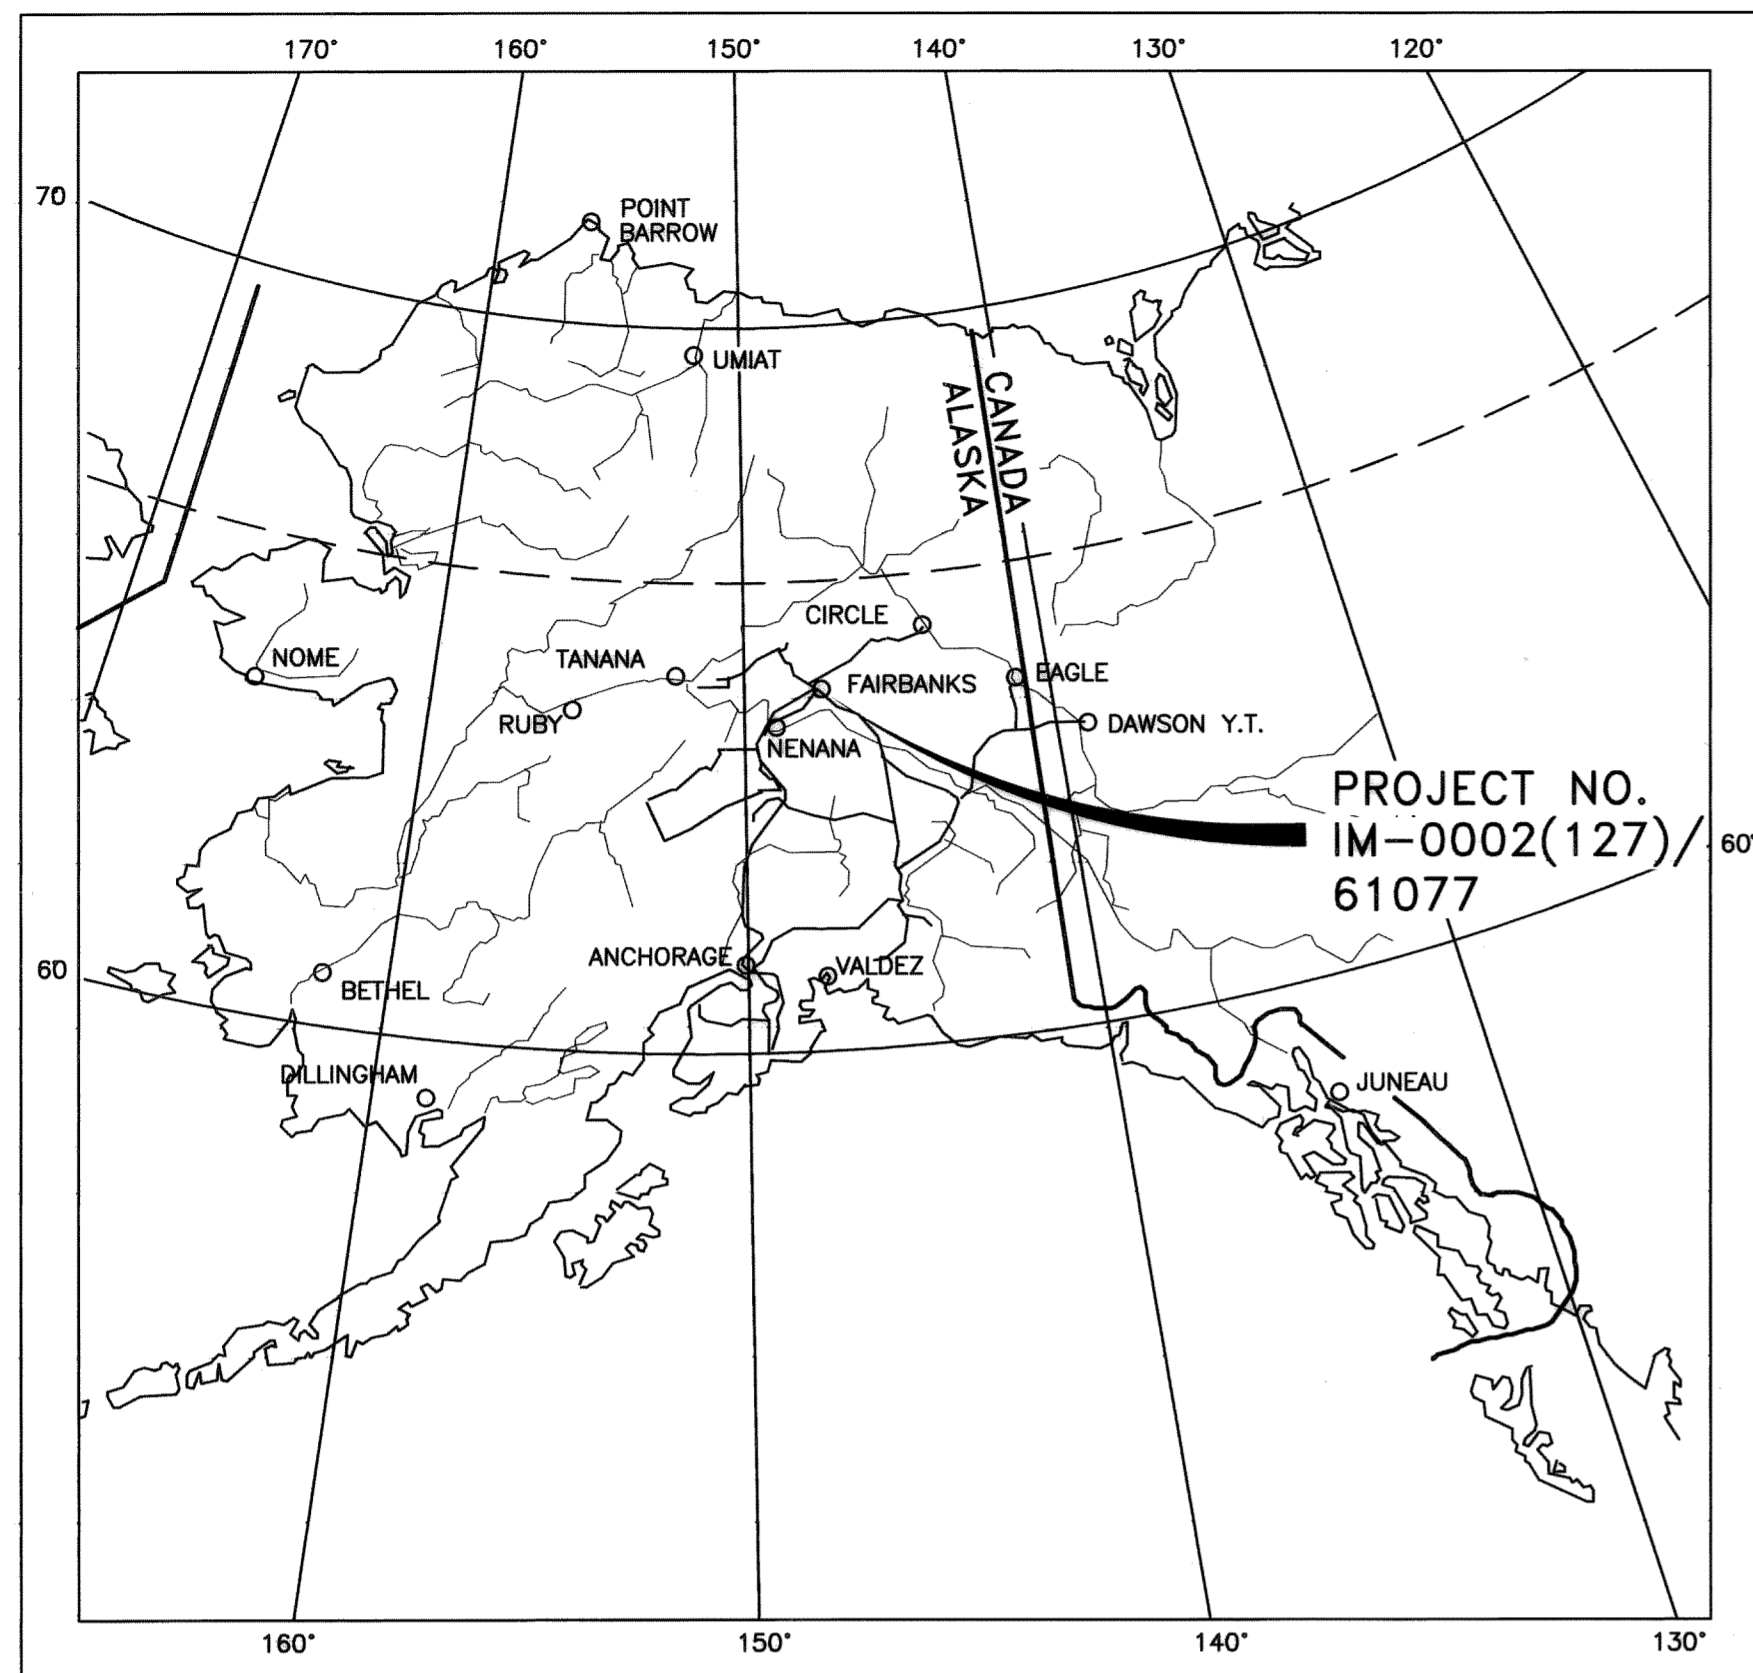 170°
160°
150°
140°
130°
120°
70
POINT
BARROW
UMIAT
CANADA
ALASKA
CIRCLE
NOME
TANANA
FAIRBANKS
EAGLE
RUBY
DAWSON Y.T.
NENANA
PROJECT NO.
IM-0002(127)/
61077
60°
60
ANCHORAGE
VALDEZ
BETHEL
DILLINGHAM
JUNEAU
160°
150°
140°
130°